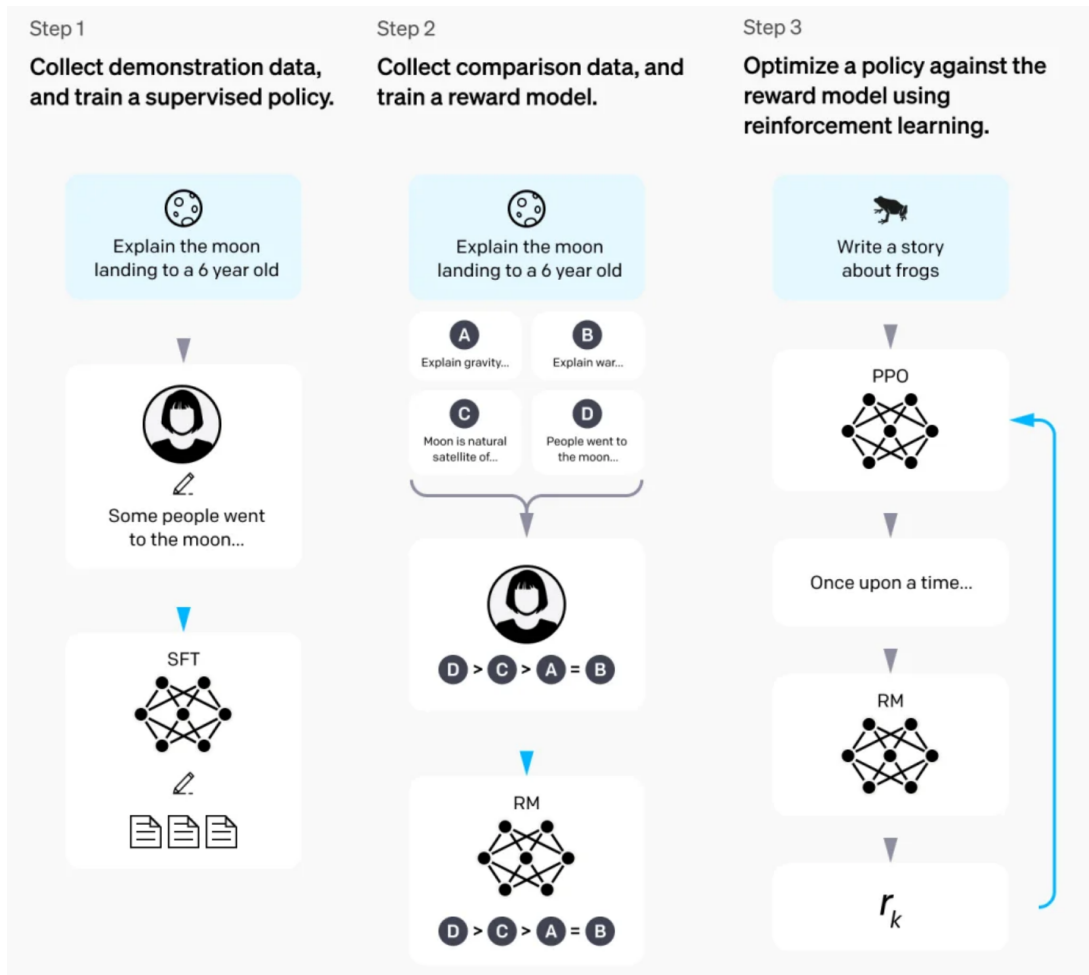 Step 1
Collect demonstration data,
and train a supervised policy.
Explain the moon
landing to a 6 year old
Some people went
to the moon...
SFT
Step 2
Collect comparison data, and
train a reward model.
Explain the moon
landing to a 6 year old
A
Explain gravity...
B
Explain war...
C
Moon is natural
satellite of...
D
People went to
the moon...
D > C > A = B
RM
D > C > A = B
Step 3
Optimize a policy against the
reward model using
reinforcement learning.
Write a story
about frogs
PPO
Once upon a time...
RM
rₖ